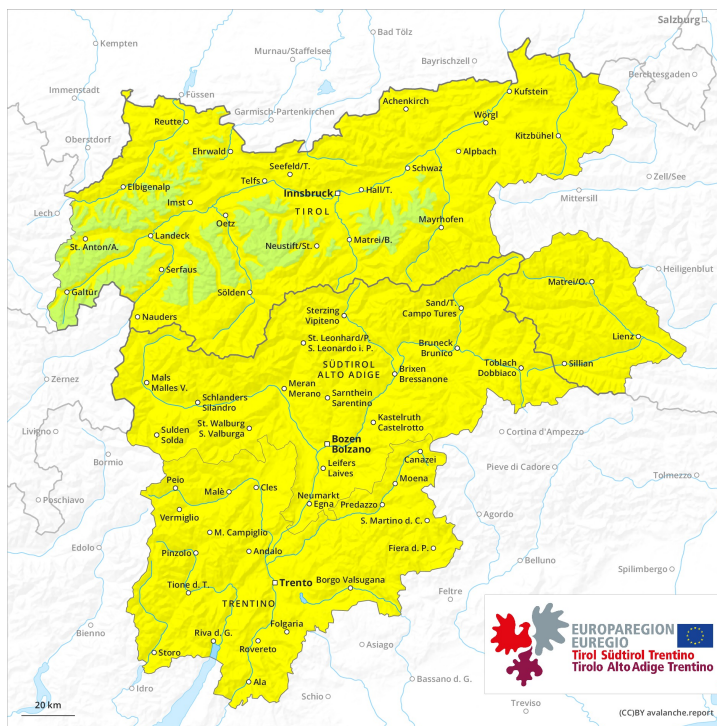 Salzburg
Kempten
Bad Tölz
Murnau/Staffelsee
Bayrischzell
Berchtesgaden
Immenstadt
Füssen
Garmisch-Partenkirchen
Achenkirch
Kufstein
Reutte
Wörgl
Oberstdorf
Ehrwald
Kitzbühel
Alpbach
Seefeld/T.
Schwaz
Zell/See
Elbigenalp
Telfs
Innsbruck
Hall/T.
Mittersill
Imst
Lech
TIROL
Oetz
Mayrhofen
St. Anton/A.
Landeck
Neustift/St.
Matrei/B.
Serfaus
Heiligenblut
Galtür
Sölden
Matrei/O.
Nauders
Sterzing
Vipiteno
Sand/T.
Campo Tures
Lienz
St. Leonhard/P.
S. Leonardo i. P.
Bruneck
Brunico
Sillian
SÜDTIROL
ALTO ADIGE
Toblach
Dobbiaco
Zernez
Mals
Malles V.
Meran
Merano
Brixen
Bressanone
Schlanders
Silandro
Sarnthein
Sarentino
St. Walburg
S. Valburga
Kastelruth
Castelrotto
Livigno
Sulden
Solda
Cortina d'Ampezzo
Bozen
Bolzano
Bormio
Canazei
Pieve di Cadore
Leifers
Laives
Tolmezzo
Poschiavo
Peio
Malè
Cles
Moena
Neumarkt
Egna
Predazzo
Vermiglio
Agordo
M. Campiglio
S. Martino d. C.
Edolo
Pinzolo
Andalo
Fiera d. P.
Belluno
Spilimbergo
Tione d. T.
Trento
Borgo Valsugana
Feltre
TRENTINO
Folgaria
Bienno
Riva d. G.
Rovereto
Asiago
Storo
Idro
Ala
Schio
Bassano d. G.
Treviso
EUROPAREGION
EUREGIO
Tirol Südtirol Trentino
Tirolo Alto Adige Trentino
20 km
(CC)BY avalanche.report